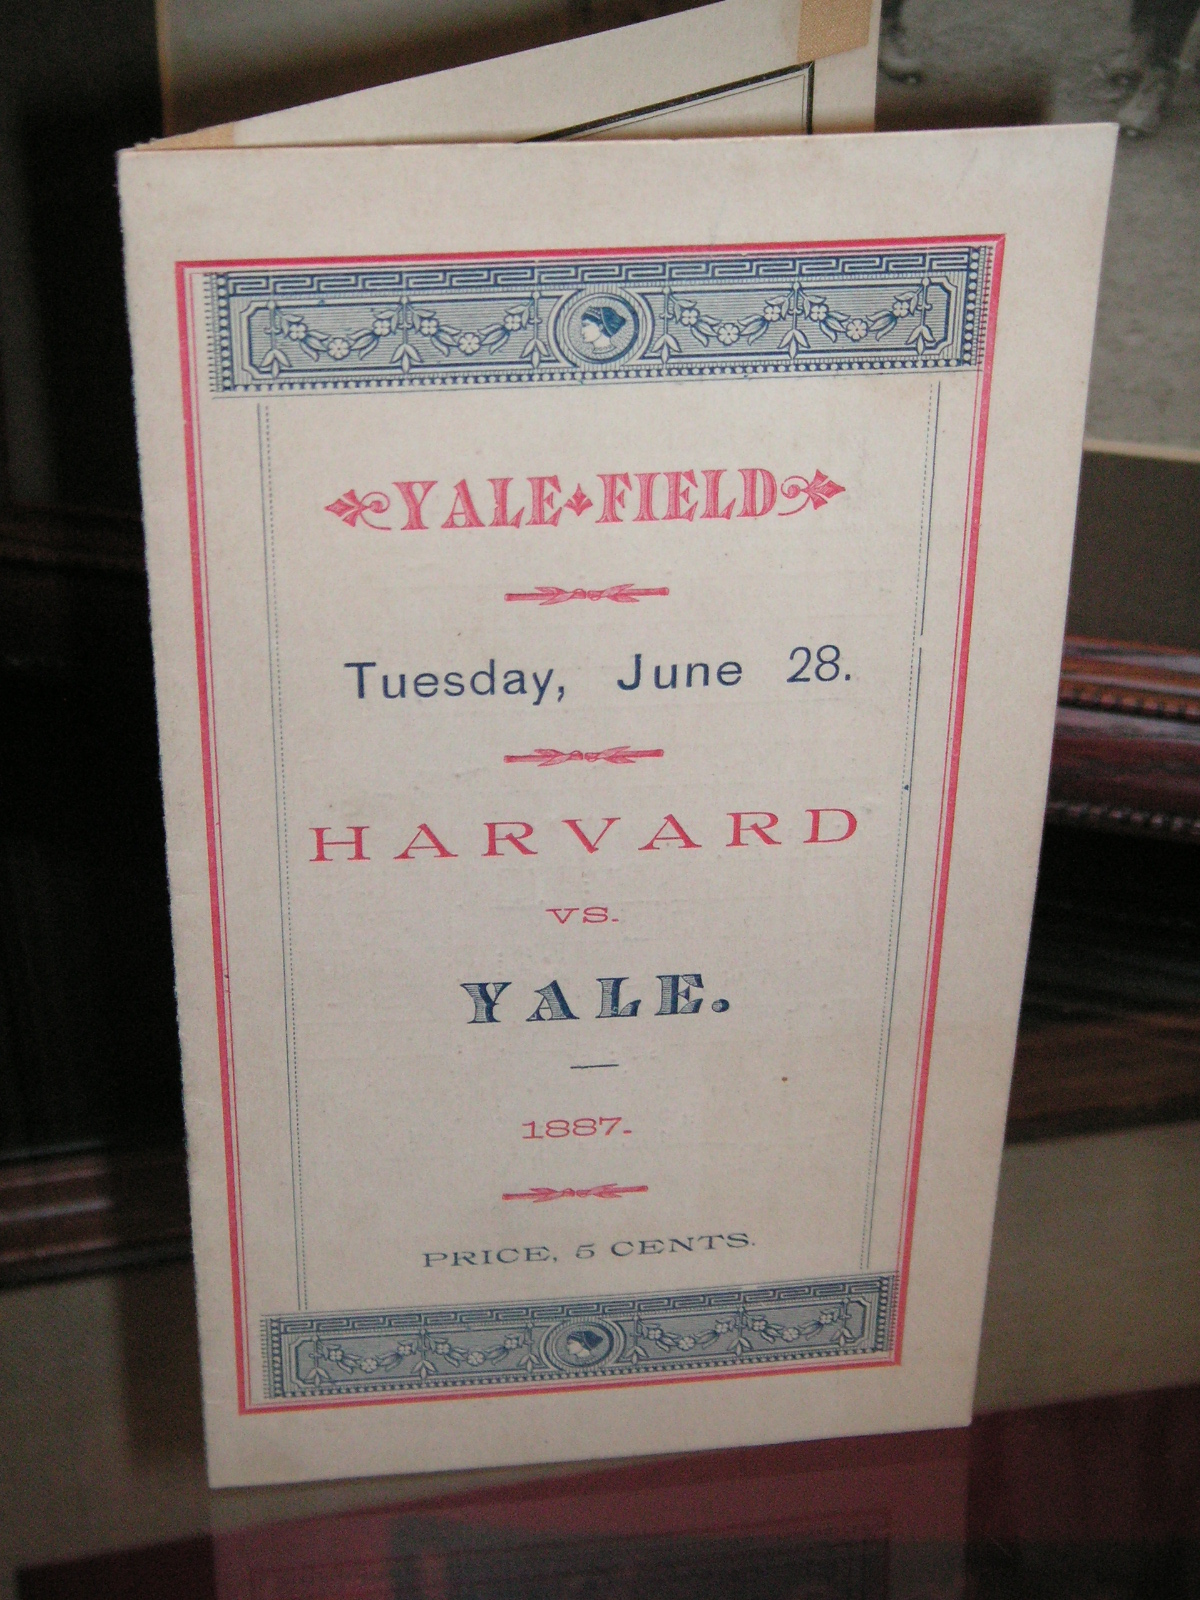 YALE FIELD
Tuesday, June 28.
HARVARD
VS.
YALE.
1887.
PRICE, 5 CENTS.